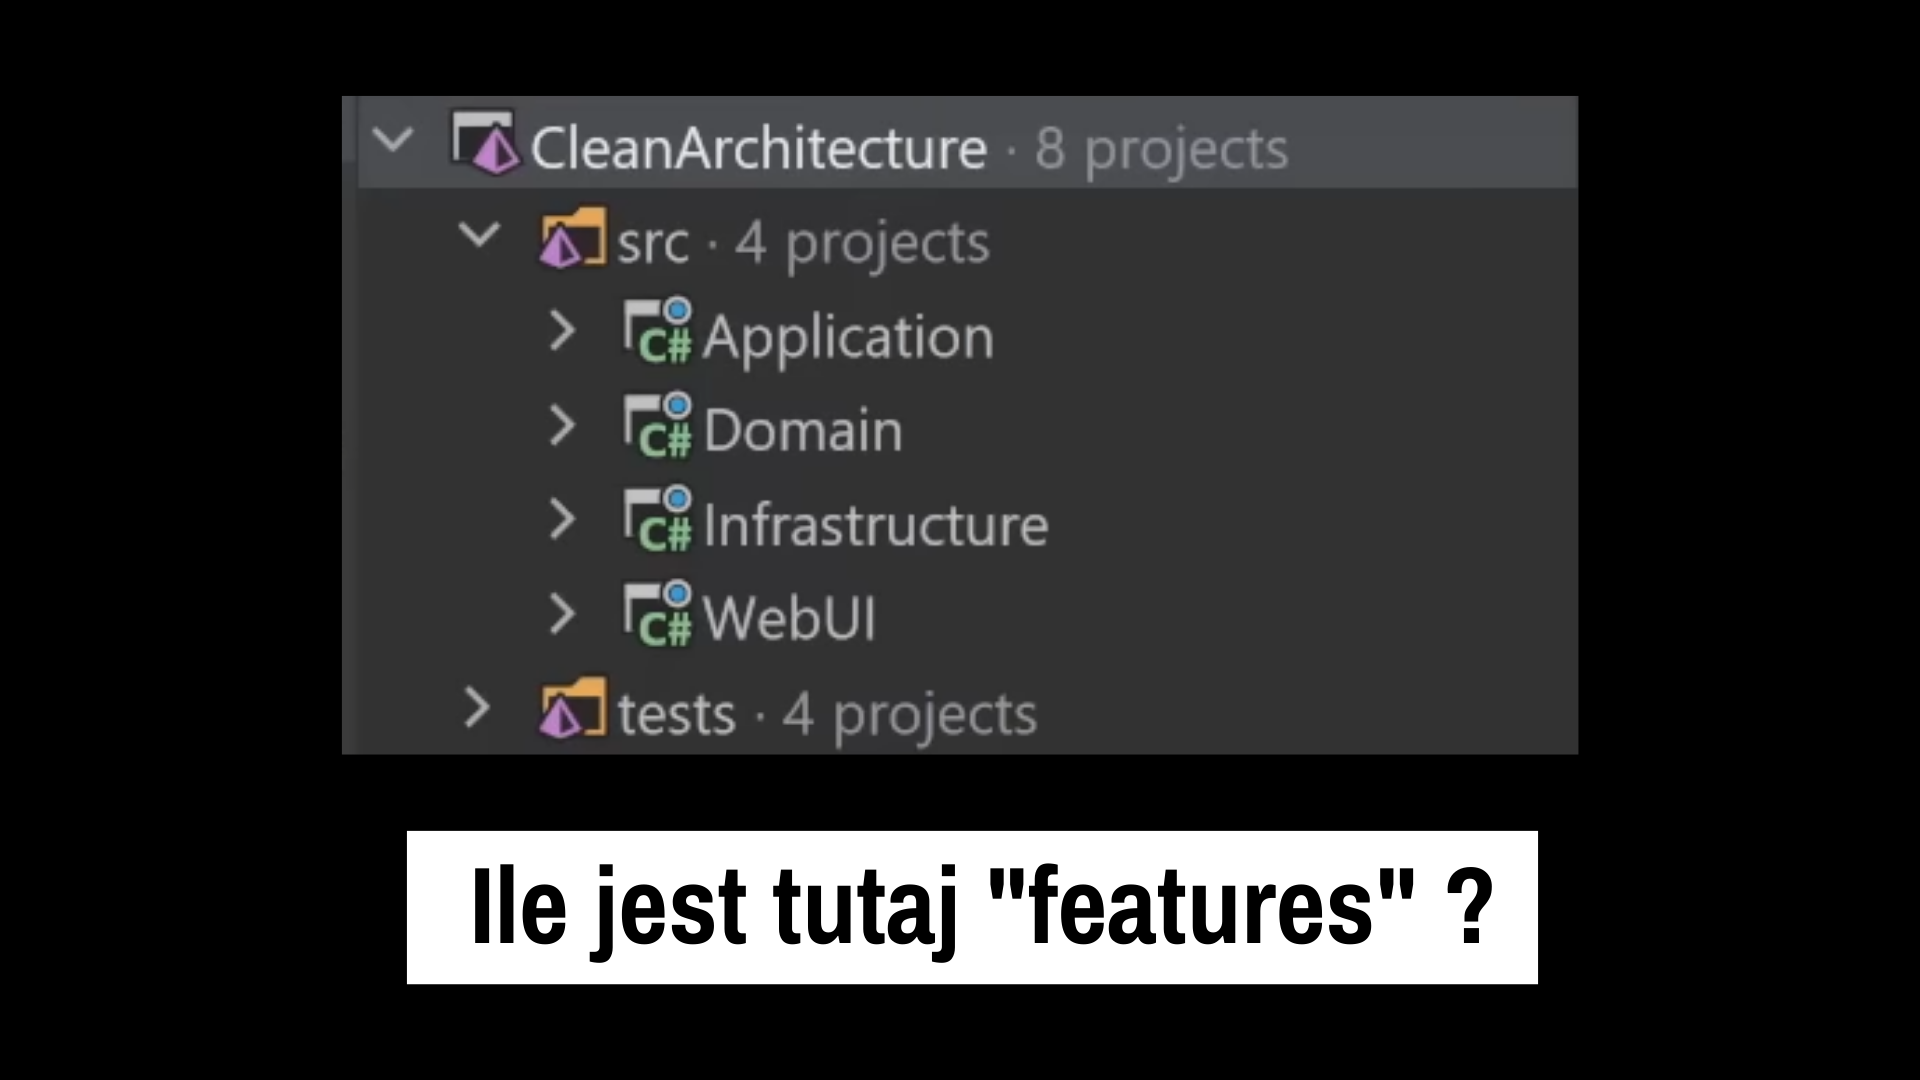 CleanArchitecture · 8 projects
src · 4 projects
C# Application
C# Domain
C# Infrastructure
C# WebUI
tests · 4 projects
Ile jest tutaj "features" ?